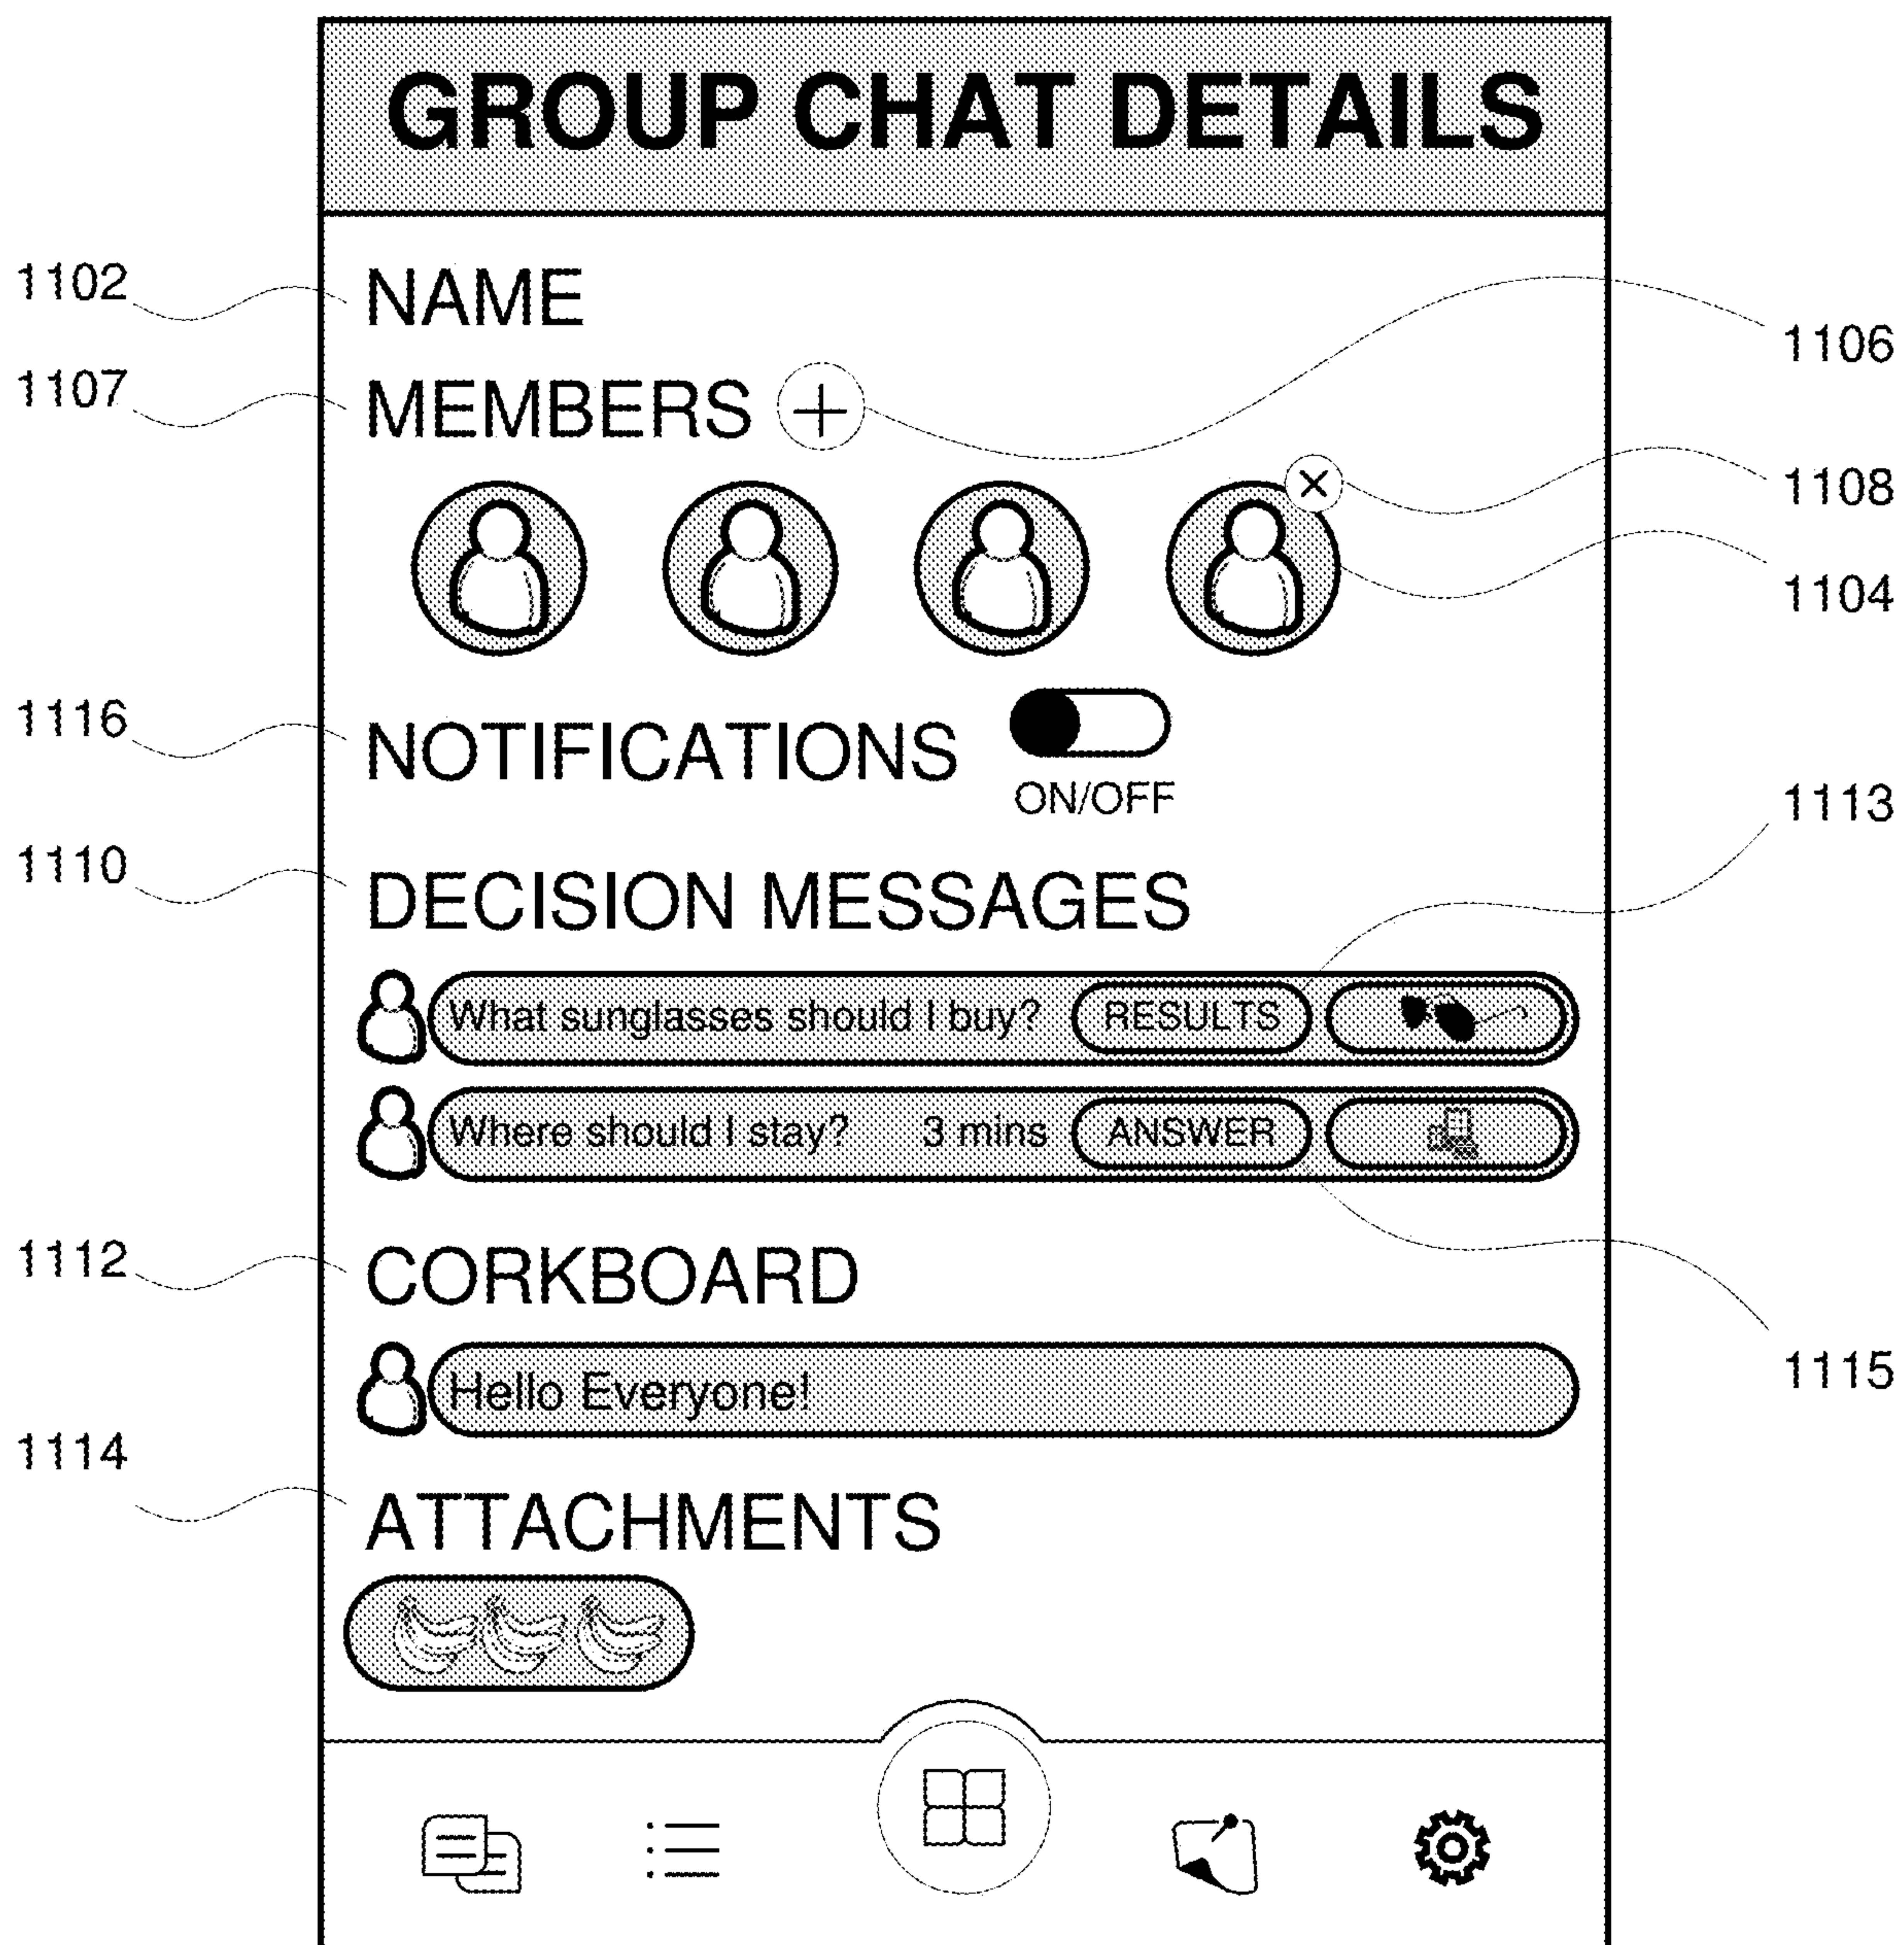 GROUP CHAT DETAILS
1102
NAME
1106
1107
MEMBERS
1108
1104
1116
NOTIFICATIONS
ON/OFF
1113
1110
DECISION MESSAGES
What sunglasses should I buy? RESULTS
Where should I stay? 3 mins ANSWER
1112
CORKBOARD
1115
Hello Everyone!
1114
ATTACHMENTS